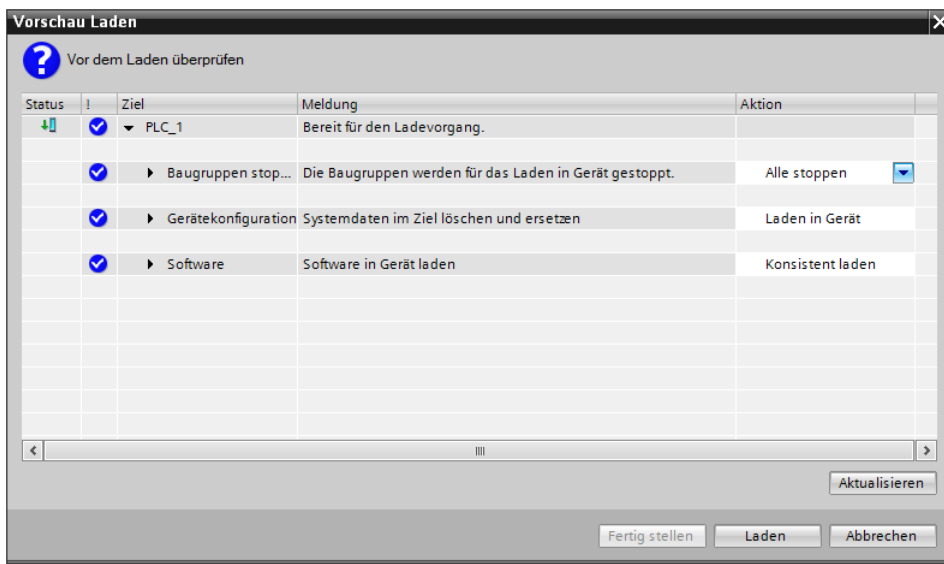 Vorschau Laden
Vor dem Laden überprüfen
Status ! Ziel Meldung Aktion
PLC_1 Bereit für den Ladevorgang.
Baugruppen stop... Die Baugruppen werden für das Laden in Gerät gestoppt. Alle stoppen
Gerätekonfiguration Systemdaten im Ziel löschen und ersetzen Laden in Gerät
Software Software in Gerät laden Konsistent laden
Aktualisieren
Fertig stellen Laden Abbrechen